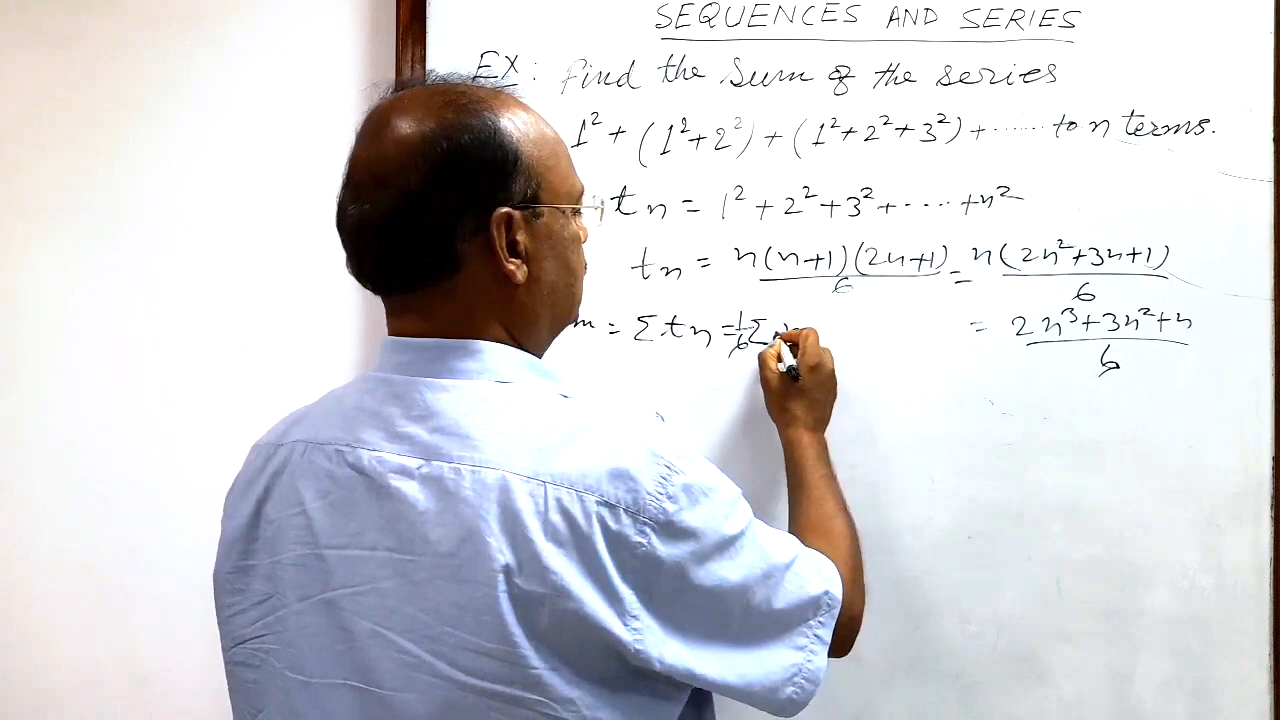 SEQUENCES AND SERIES
EX: Find the sum of the series
1² + (1²+2²) + (1²+2²+3²) + ...... to n terms.
tn = 1² + 2² + 3² + ..... + n²
tn = n(n+1)(2n+1)/6 = n(2n²+3n+1)/6
= Σ tn = 1/6 Σ
= 2n³+3n²+n/6